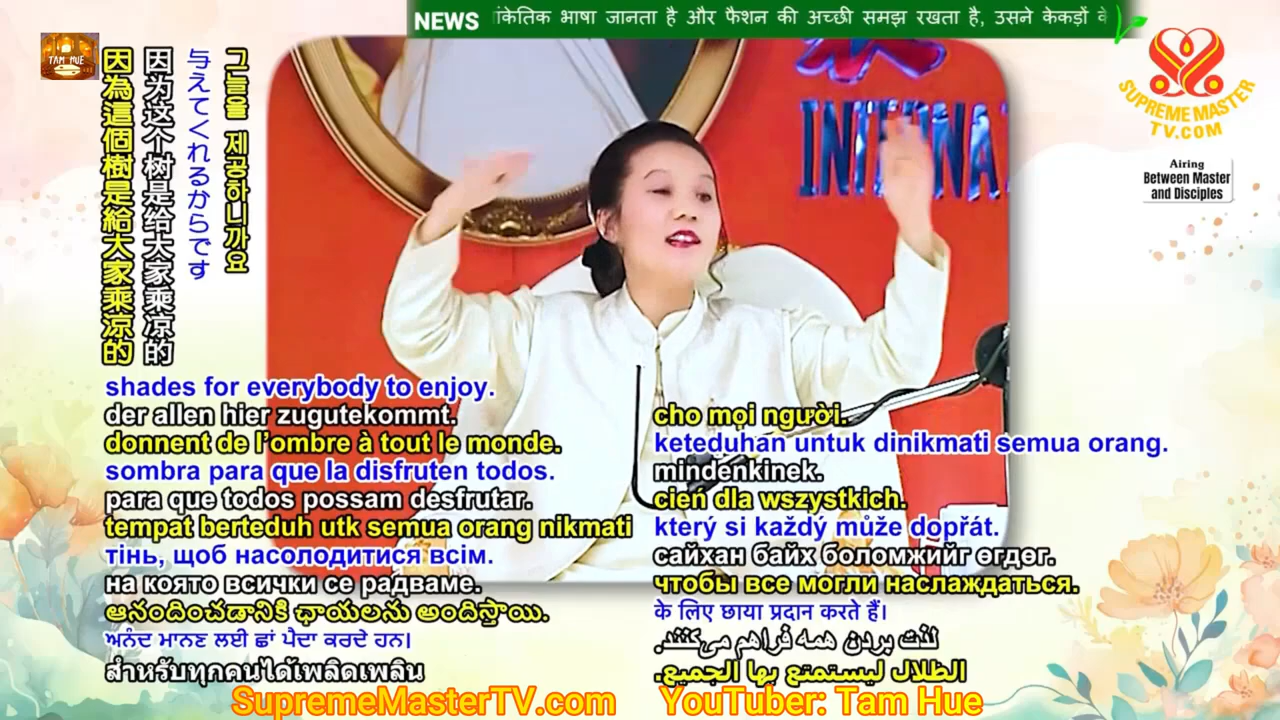 NEWS
सांकेतिक भाषा जानता है और फैशन की अच्छी समझ रखता है, उसने केकड़ों के
TAM HUE
SUPREME MASTER
TV.COM
Airing
Between Master
and Disciples
INTERNA
그늘을 제공하니까요
与えてくれるからです
因为这个树是给大家乘凉的
因為這個樹是給大家乘凉的
shades for everybody to enjoy.
der allen hier zugutekommt.
donnent de l’ombre à tout le monde.
sombra para que la disfruten todos.
para que todos possam desfrutar.
tempat berteduh utk semua orang nikmati
тінь, щоб насолодитися всім.
на която всички се радваме.
ఆనందించడానికి ఛాయలను అందిస్తాయి.
ਅਨੰਦ ਮਾਨਣ ਲਈ ਛਾਂ ਪੈਦਾ ਕਰਦੇ ਹਨ।
สำหรับทุกคนได้เพลิดเพลิน
cho mọi người.
keteduhan untuk dinikmati semua orang.
mindenkinek.
cień dla wszystkich.
který si každý může dopřát.
сайхан байх боломжийг өгдөг.
чтобы все могли наслаждаться.
के लिए छाया प्रदान करते हैं।
لذت بردن همه فراهم می‌کنند.
الظلال ليستمتع بها الجميع.
SupremeMasterTV.com
YouTuber: Tam Hue